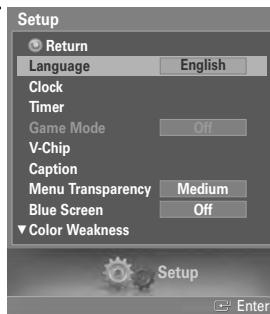 Setup
Return
Language English
Clock
Timer
Game Mode Off
V-Chip
Caption
Menu Transparency Medium
Blue Screen Off
▼ Color Weakness
Setup
Enter